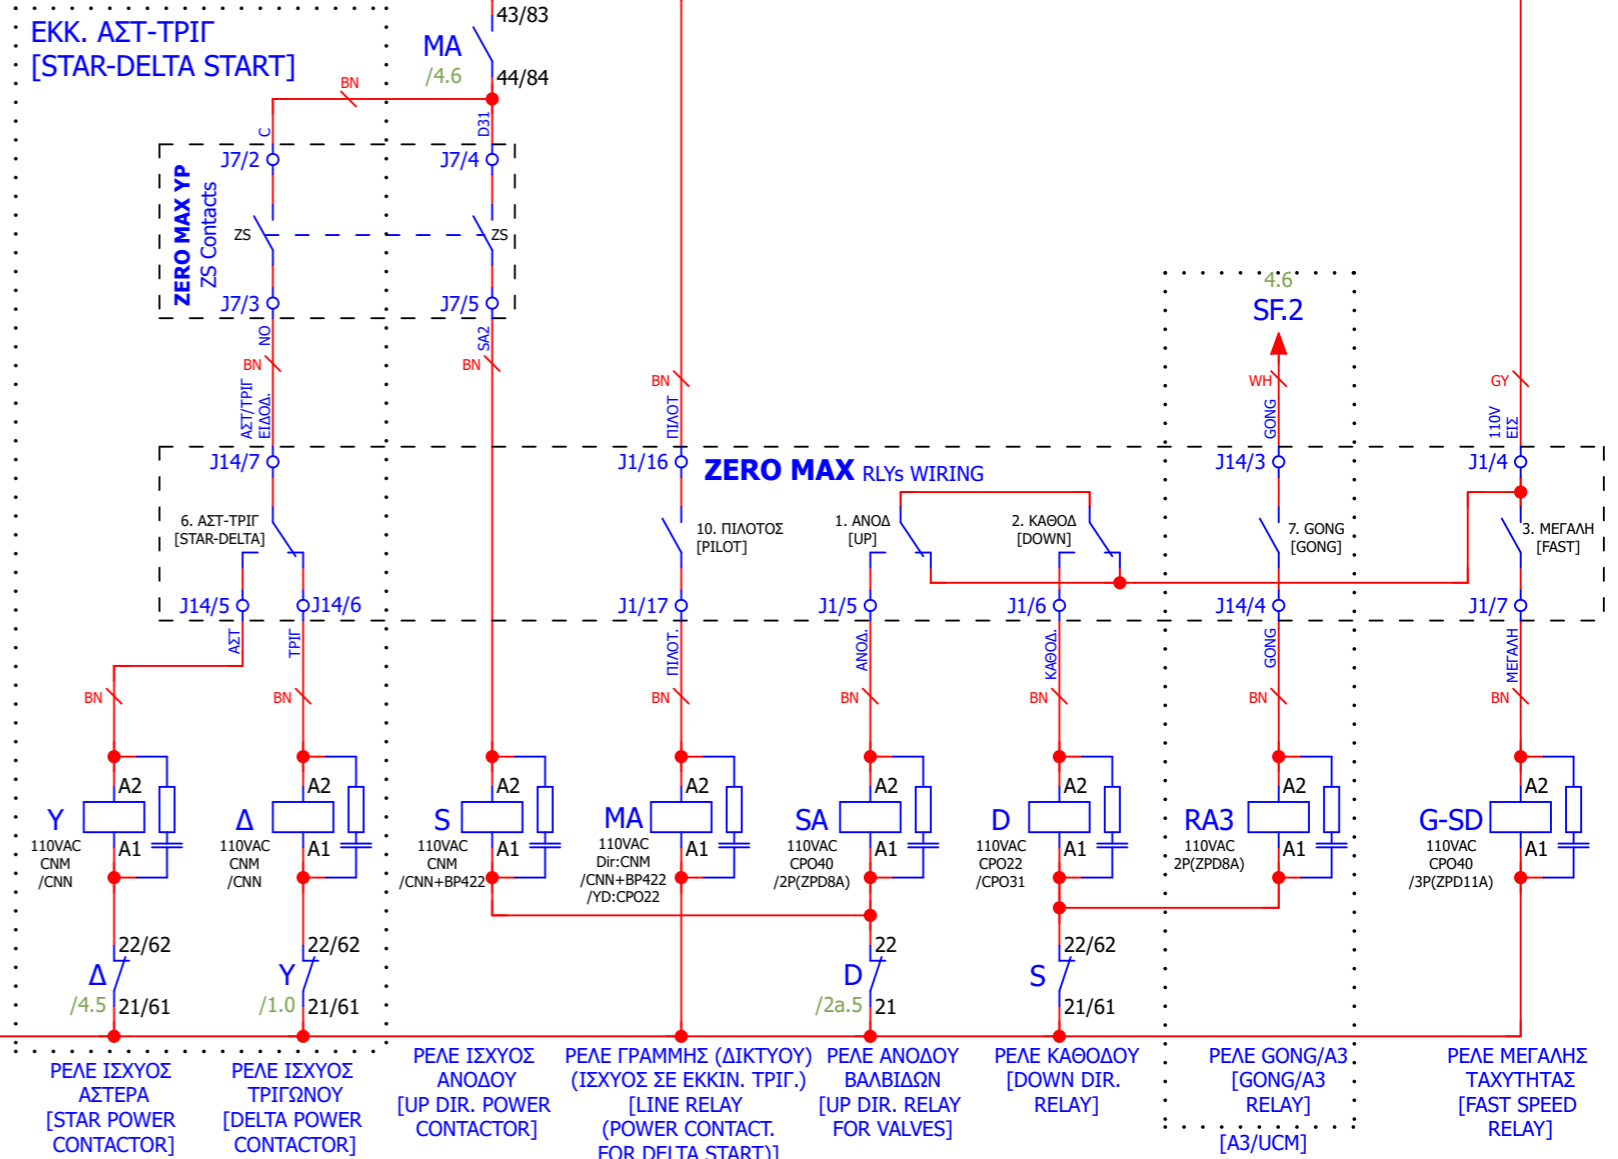 ΕΚΚ. ΑΣΤ-ΤΡΙΓ
[STAR-DELTA START]
43/83
MA
/4.6
44/84
BN
C
D31
J7/2
J7/4
ZERO MAX YP
ZS Contacts
ZS
ZS
J7/3
J7/5
NO
SA2
BN
BN
ΑΣΤ/ΤΡΙΓ
ΕΙΔΟΔ.
BN
ΠΙΛΟΤ
4.6
SF.2
WH
GONG
GY
110V
ΕΙΣ
J14/7
J1/16
ZERO MAX RLYs WIRING
J14/3
J1/4
6. ΑΣΤ-ΤΡΙΓ
[STAR-DELTA]
10. ΠΙΛΟΤΟΣ
[PILOT]
1. ΑΝΟΔ
[UP]
2. ΚΑΘΟΔ
[DOWN]
7. GONG
[GONG]
3. ΜΕΓΑΛΗ
[FAST]
J14/5
J14/6
J1/17
J1/5
J1/6
J14/4
J1/7
ΑΣΤ
ΤΡΙΓ
ΠΙΛΟΤ.
ΑΝΟΔ.
ΚΑΘΟΔ.
GONG
ΜΕΓΑΛΗ
BN
BN
BN
BN
BN
BN
BN
A2
A2
A2
A2
A2
A2
A2
A2
Y
110VAC
CNM
/CNN
A1
Δ
110VAC
CNM
/CNN
A1
S
110VAC
CNM
/CNN+BP422
A1
MA
110VAC
Dir:CNM
/CNN+BP422
/YD:CPO22
A1
SA
110VAC
CPO40
/2P(ZPD8A)
A1
D
110VAC
CPO22
/CPO31
A1
RA3
110VAC
2P(ZPD8A)
A1
G-SD
110VAC
CPO40
/3P(ZPD11A)
A1
22/62
Δ
/4.5
21/61
22/62
Y
/1.0
21/61
22
D
/2a.5
21
22/62
S
21/61
ΡΕΛΕ ΙΣΧΥΟΣ
ΑΣΤΕΡΑ
[STAR POWER
CONTACTOR]
ΡΕΛΕ ΙΣΧΥΟΣ
ΤΡΙΓΩΝΟΥ
[DELTA POWER
CONTACTOR]
ΡΕΛΕ ΙΣΧΥΟΣ
ΑΝΟΔΟΥ
[UP DIR. POWER
CONTACTOR]
ΡΕΛΕ ΓΡΑΜΜΗΣ (ΔΙΚΤΥΟΥ)
(ΙΣΧΥΟΣ ΣΕ ΕΚΚΙΝ. ΤΡΙΓ.)
[LINE RELAY
(POWER CONTACT.
FOR DELTA START)]
ΡΕΛΕ ΑΝΟΔΟΥ
ΒΑΛΒΙΔΩΝ
[UP DIR. RELAY
FOR VALVES]
ΡΕΛΕ ΚΑΘΟΔΟΥ
[DOWN DIR.
RELAY]
ΡΕΛΕ GONG/A3
[GONG/A3
RELAY]
[A3/UCM]
ΡΕΛΕ ΜΕΓΑΛΗΣ
ΤΑΧΥΤΗΤΑΣ
[FAST SPEED
RELAY]